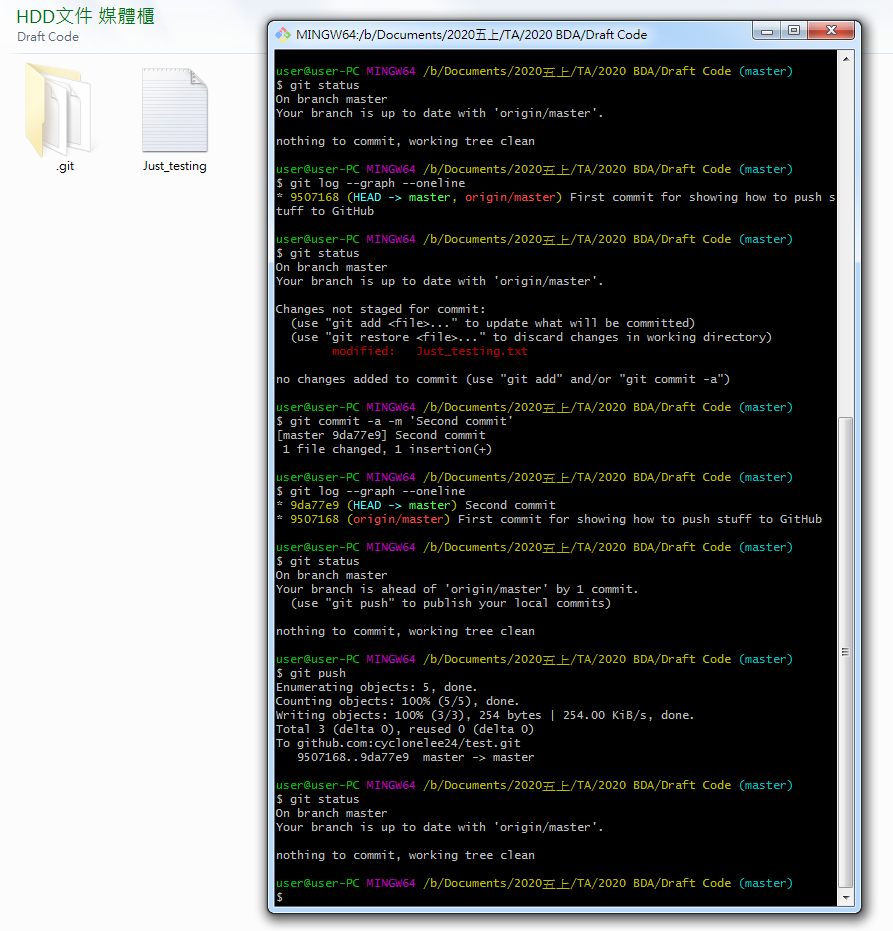 HDD文件 媒體櫃
Draft Code
.git
Just_testing
MINGW64:/b/Documents/2020五上/TA/2020 BDA/Draft Code
user@user-PC MINGW64 /b/Documents/2020五上/TA/2020 BDA/Draft Code (master)
$ git status
On branch master
Your branch is up to date with 'origin/master'.
nothing to commit, working tree clean
user@user-PC MINGW64 /b/Documents/2020五上/TA/2020 BDA/Draft Code (master)
$ git log --graph --oneline
* 9507168 (HEAD -> master, origin/master) First commit for showing how to push s
tuff to GitHub
user@user-PC MINGW64 /b/Documents/2020五上/TA/2020 BDA/Draft Code (master)
$ git status
On branch master
Your branch is up to date with 'origin/master'.
Changes not staged for commit:
  (use "git add <file>..." to update what will be committed)
  (use "git restore <file>..." to discard changes in working directory)
        modified:   Just_testing.txt
no changes added to commit (use "git add" and/or "git commit -a")
user@user-PC MINGW64 /b/Documents/2020五上/TA/2020 BDA/Draft Code (master)
$ git commit -a -m 'Second commit'
[master 9da77e9] Second commit
 1 file changed, 1 insertion(+)
user@user-PC MINGW64 /b/Documents/2020五上/TA/2020 BDA/Draft Code (master)
$ git log --graph --oneline
* 9da77e9 (HEAD -> master) Second commit
* 9507168 (origin/master) First commit for showing how to push stuff to GitHub
user@user-PC MINGW64 /b/Documents/2020五上/TA/2020 BDA/Draft Code (master)
$ git status
On branch master
Your branch is ahead of 'origin/master' by 1 commit.
  (use "git push" to publish your local commits)
nothing to commit, working tree clean
user@user-PC MINGW64 /b/Documents/2020五上/TA/2020 BDA/Draft Code (master)
$ git push
Enumerating objects: 5, done.
Counting objects: 100% (5/5), done.
Writing objects: 100% (3/3), 254 bytes | 254.00 KiB/s, done.
Total 3 (delta 0), reused 0 (delta 0)
To github.com:cyclonelee24/test.git
   9507168..9da77e9  master -> master
user@user-PC MINGW64 /b/Documents/2020五上/TA/2020 BDA/Draft Code (master)
$ git status
On branch master
Your branch is up to date with 'origin/master'.
nothing to commit, working tree clean
user@user-PC MINGW64 /b/Documents/2020五上/TA/2020 BDA/Draft Code (master)
$